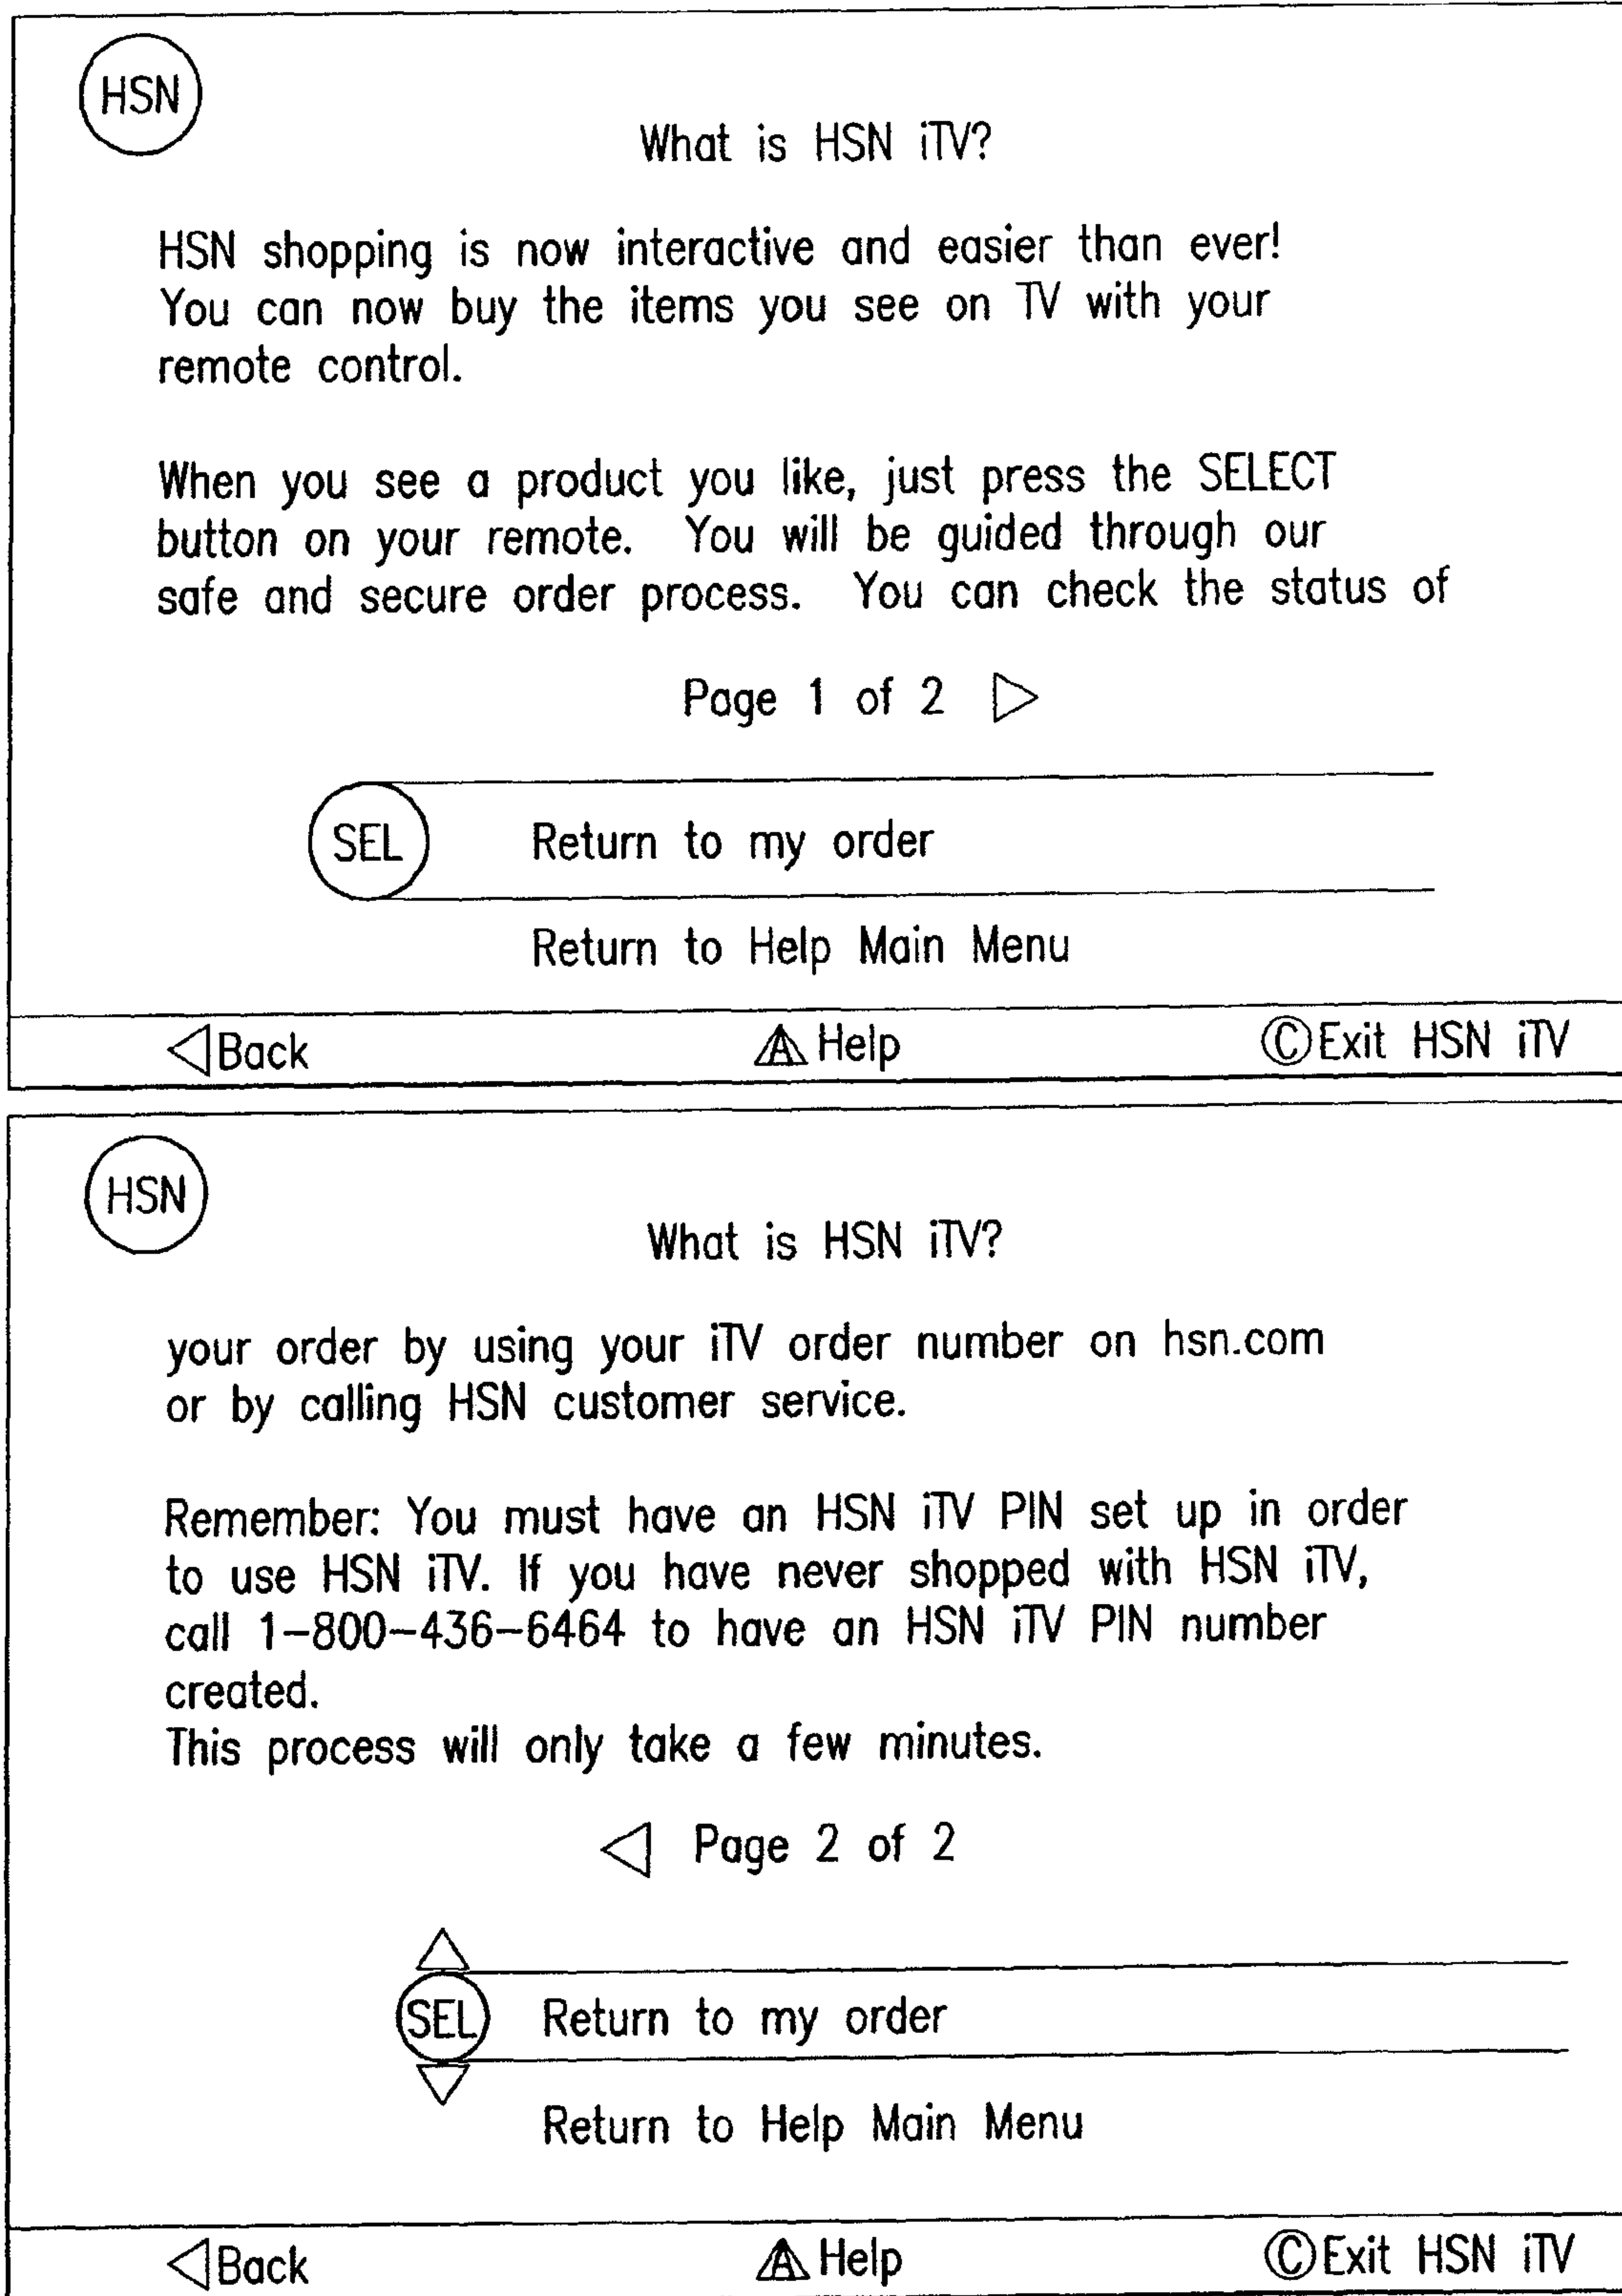 HSN
What is HSN iTV?
HSN shopping is now interactive and easier than ever!
You can now buy the items you see on TV with your
remote control.
When you see a product you like, just press the SELECT
button on your remote. You will be guided through our
safe and secure order process. You can check the status of
Page 1 of 2
SEL Return to my order
Return to Help Main Menu
Back A Help C Exit HSN iTV
HSN
What is HSN iTV?
your order by using your iTV order number on hsn.com
or by calling HSN customer service.
Remember: You must have an HSN iTV PIN set up in order
to use HSN iTV. If you have never shopped with HSN iTV,
call 1-800-436-6464 to have an HSN iTV PIN number
created.
This process will only take a few minutes.
Page 2 of 2
SEL Return to my order
Return to Help Main Menu
Back A Help C Exit HSN iTV